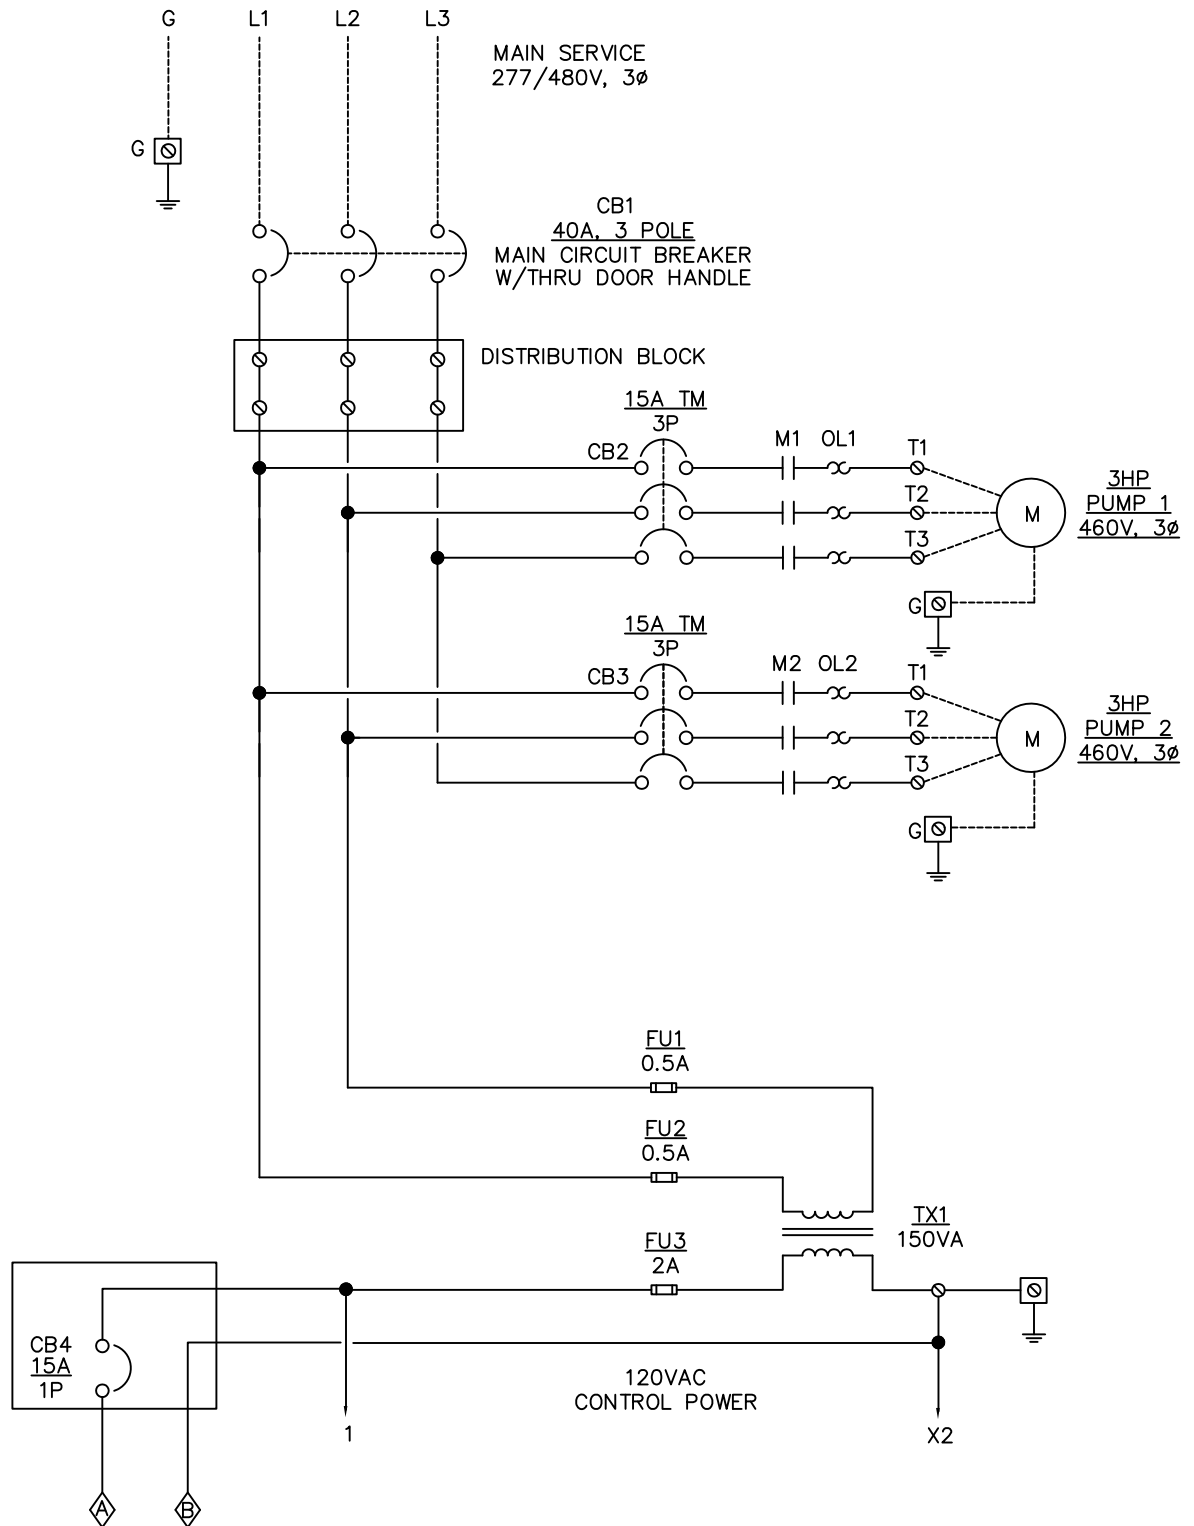 G L1 L2 L3
MAIN SERVICE
277/480V, 3Ø
G
CB1
40A, 3 POLE
MAIN CIRCUIT BREAKER
W/THRU DOOR HANDLE
DISTRIBUTION BLOCK
15A TM
3P
CB2
M1 OL1
T1
T2
T3
M
3HP
PUMP 1
460V, 3Ø
G
15A TM
3P
CB3
M2 OL2
T1
T2
T3
M
3HP
PUMP 2
460V, 3Ø
G
FU1
0.5A
FU2
0.5A
TX1
150VA
FU3
2A
CB4
15A
1P
120VAC
CONTROL POWER
1
X2
A
B